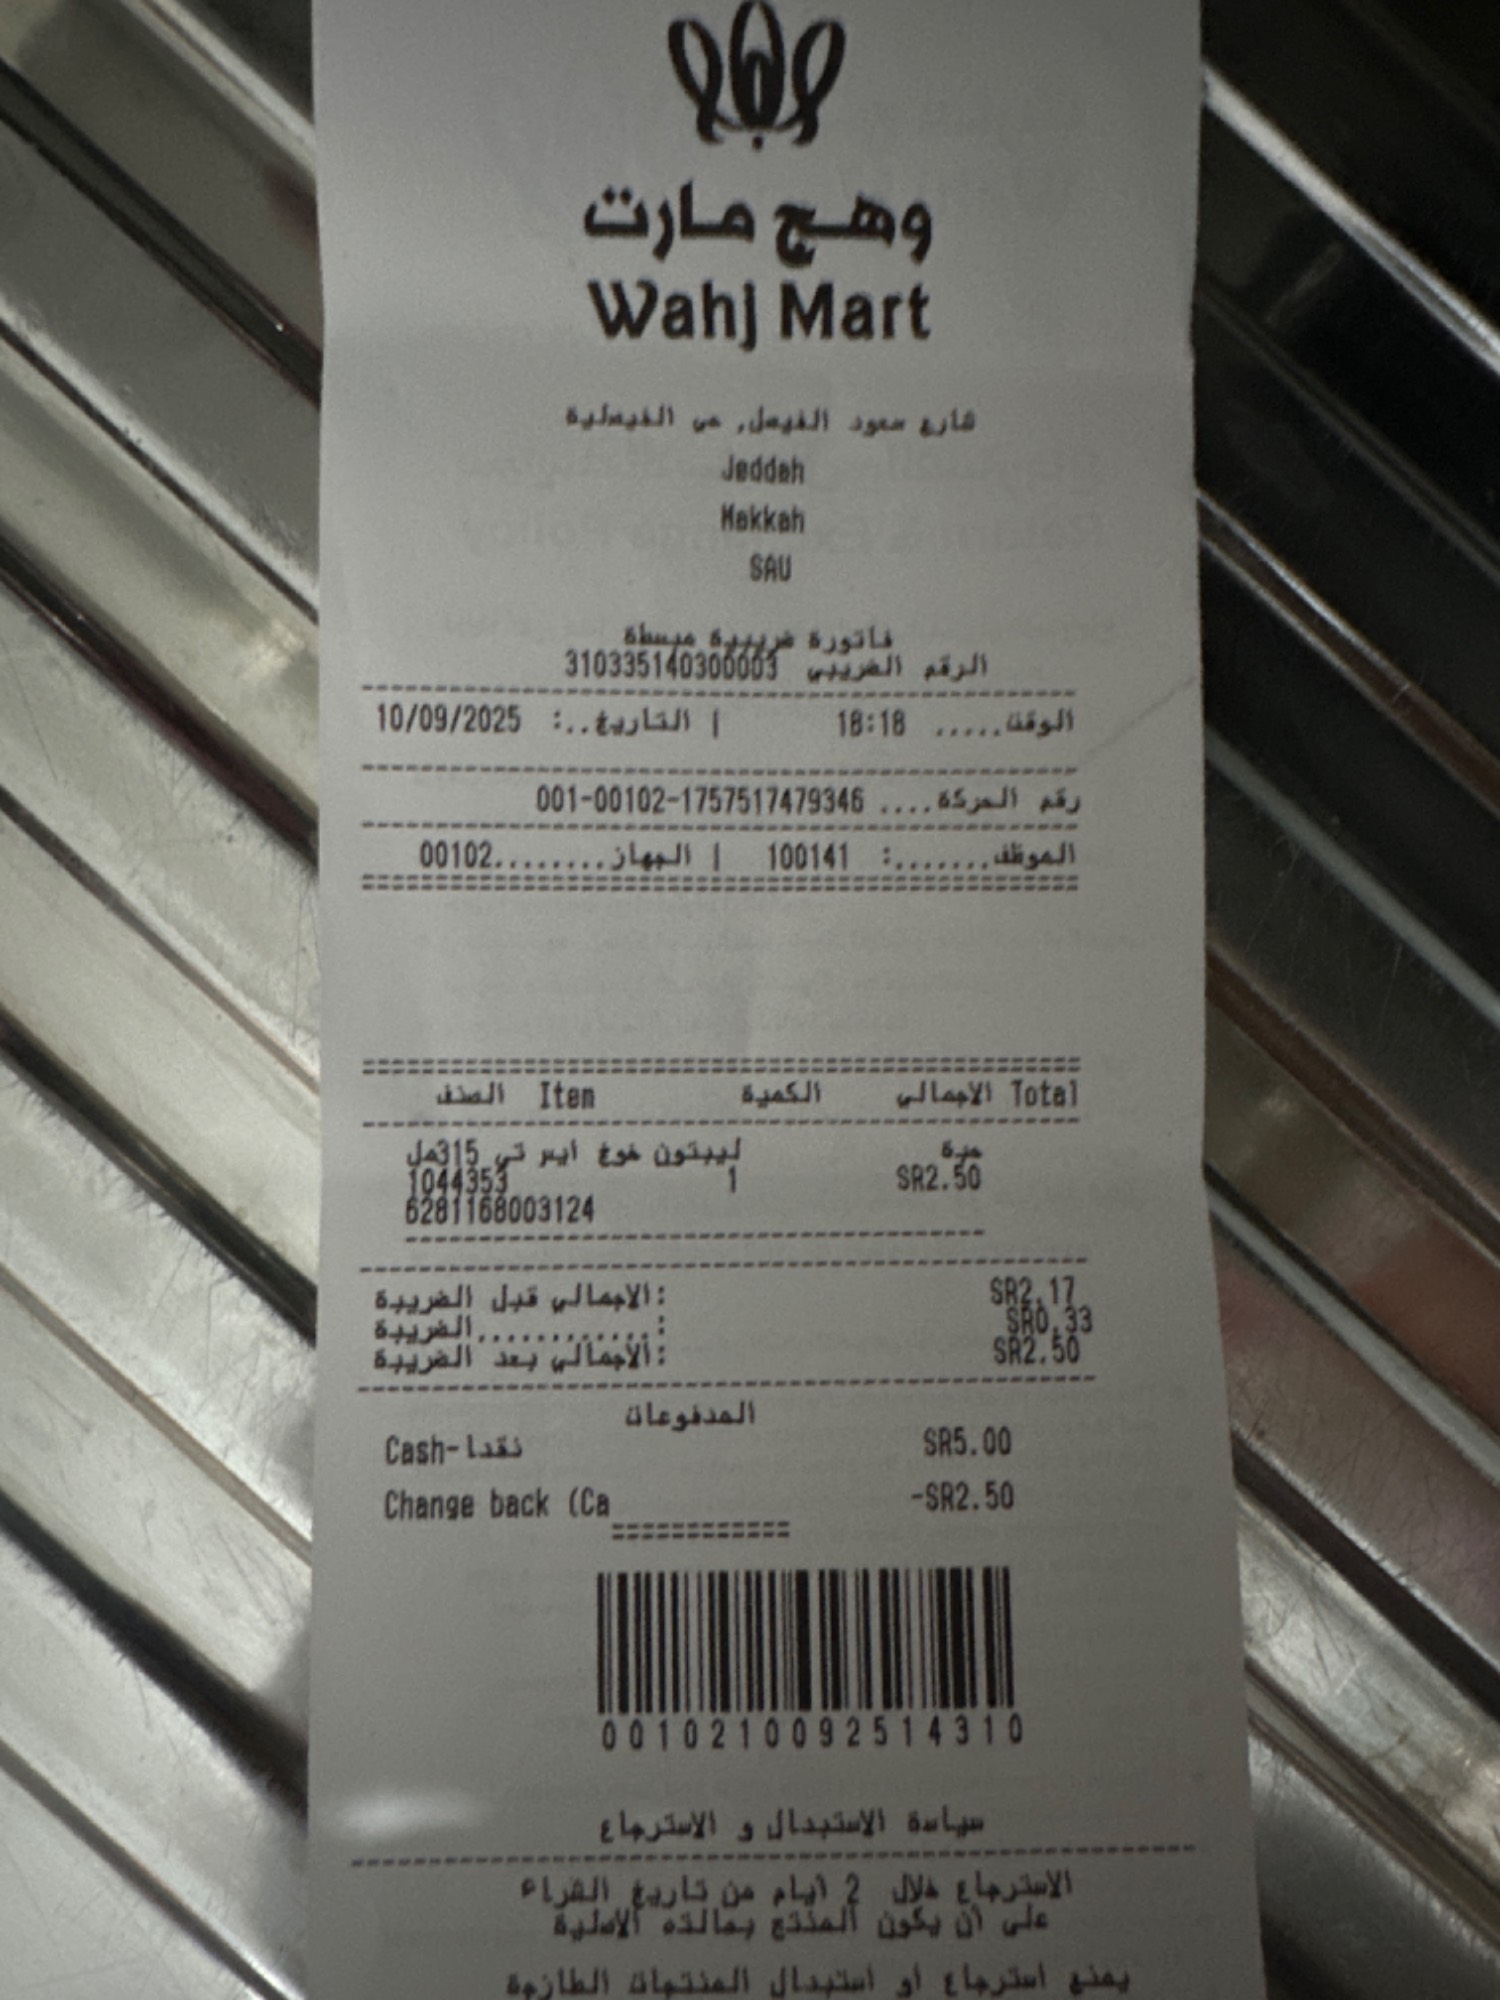 وهج مارت
Wahj Mart
شارع سعود الفيصل, حي الفيصلية
Jeddah
Makkah
SAU
فاتورة ضريبية مبسطة
الرقم الضريبي 310335140300003
الوقت..... 18:18 | التاريخ..: 10/09/2025
رقم الحركة.... 001-00102-1757517479346
الموظف.......: 100141 | الجهاز........00102
الصنف Item الكمية الاجمالي Total
ليبتون خوخ ايس تي 315مل حبة
1044353 1 SR2.50
6281168003124
الاجمالي قبل الضريبة: SR2.17
الضريبة............: SR0.33
الاجمالي بعد الضريبة: SR2.50
المدفوعات
Cash-نقدا SR5.00
Change back (Ca -SR2.50
0010210092514310
سياسة الاستبدال و الاسترجاع
الاسترجاع خلال 2 أيام من تاريخ الشراء
على أن يكون المنتج بحالته الأصلية
يمنع استرجاع او استبدال المنتجات الطازجة